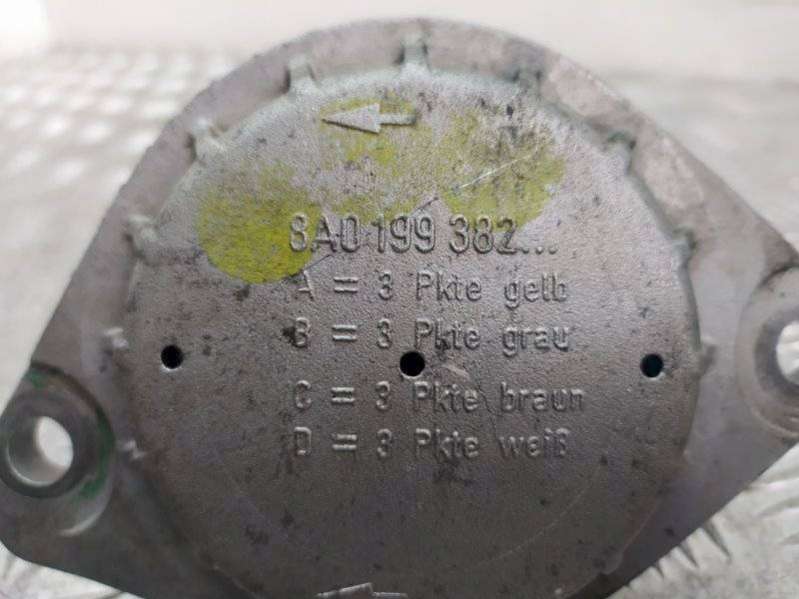 8A0 199 382...
A = 3 Pkte gelb
B = 3 Pkte grau
C = 3 Pkte braun
D = 3 Pkte weiß